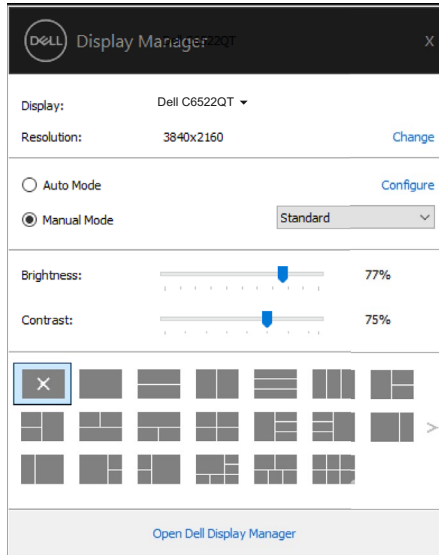 DELL Display Manager X
Display: Dell C6522QT
Resolution: 3840x2160 Change
Auto Mode Configure
Manual Mode Standard
Brightness: 77%
Contrast: 75%
Open Dell Display Manager